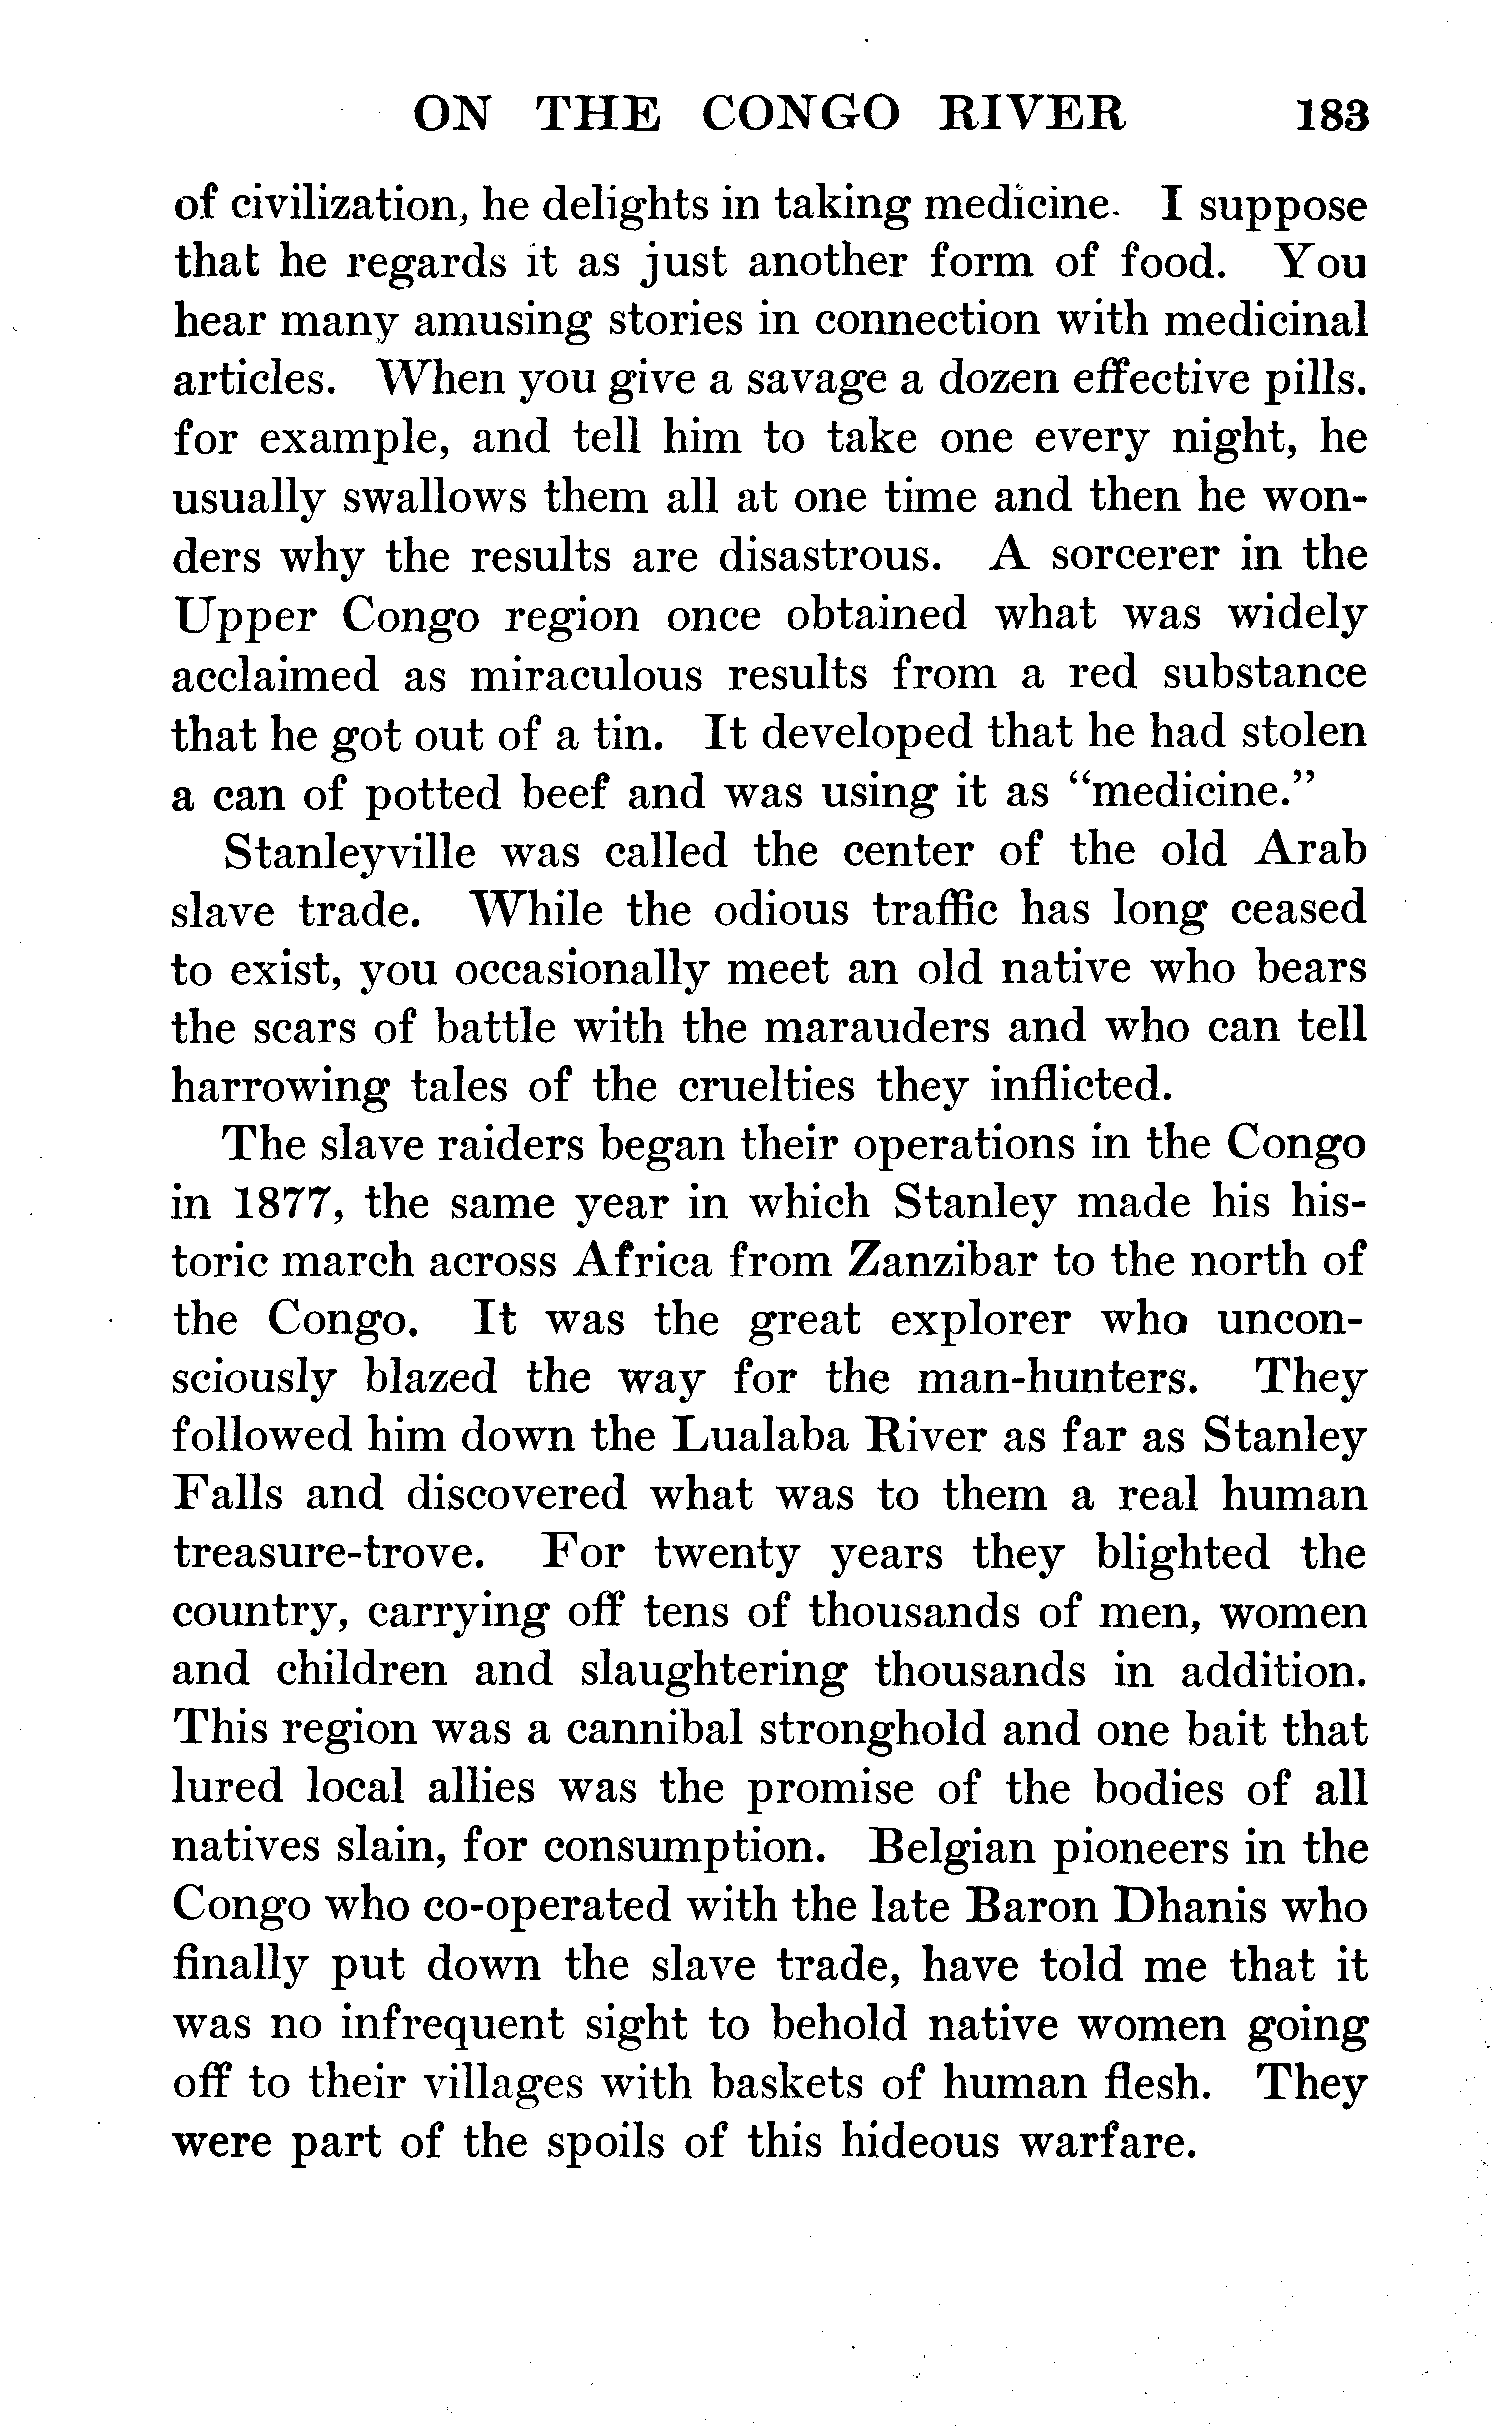 ON THE CONGO RIVER 183
of civilization, he delights in taking medicine. I suppose
that he regards it as just another form of food. You
hear many amusing stories in connection with medicinal
articles. When you give a savage a dozen effective pills.
for example, and tell him to take one every night, he
usually swallows them all at one time and then he won-
ders why the results are disastrous. A sorcerer in the
Upper Congo region once obtained what was widely
acclaimed as miraculous results from a red substance
that he got out of a tin. It developed that he had stolen
a can of potted beef and was using it as “medicine.”
Stanleyville was called the center of the old Arab
slave trade. While the odious traffic has long ceased
to exist, you occasionally meet an old native who bears
the scars of battle with the marauders and who can tell
harrowing tales of the cruelties they inflicted.
The slave raiders began their operations in the Congo
in 1877, the same year in which Stanley made his his-
toric march across Africa from Zanzibar to the north of
the Congo. It was the great explorer who uncon-
sciously blazed the way for the man-hunters. They
followed him down the Lualaba River as far as Stanley
Falls and discovered what was to them a real human
treasure-trove. For twenty years they blighted the
country, carrying off tens of thousands of men, women
and children and slaughtering thousands in addition.
This region was a cannibal stronghold and one bait that
lured local allies was the promise of the bodies of all
natives slain, for consumption. Belgian pioneers in the
Congo who co-operated with the late Baron Dhanis who
finally put down the slave trade, have told me that it
was no infrequent sight to behold native women going
off to their villages with baskets of human flesh. They
were part of the spoils of this hideous warfare.